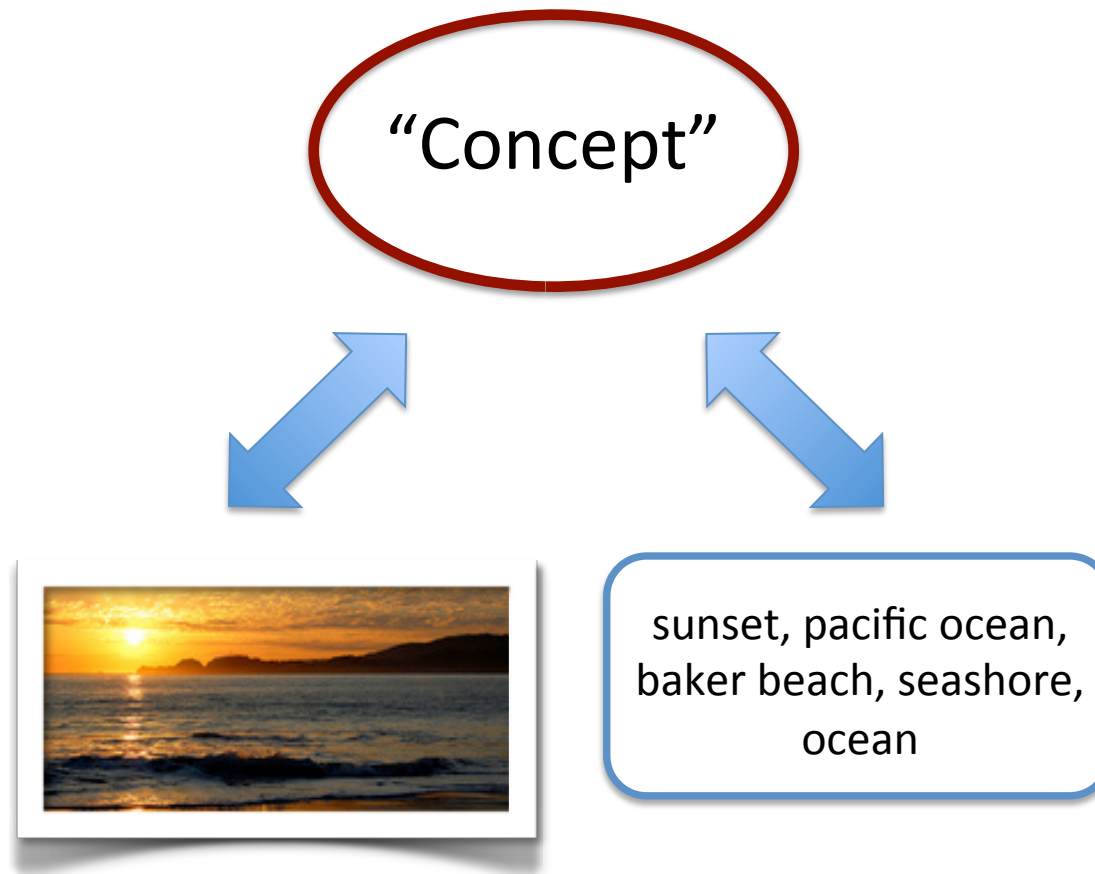 “Concept”
sunset, pacific ocean,
baker beach, seashore,
ocean